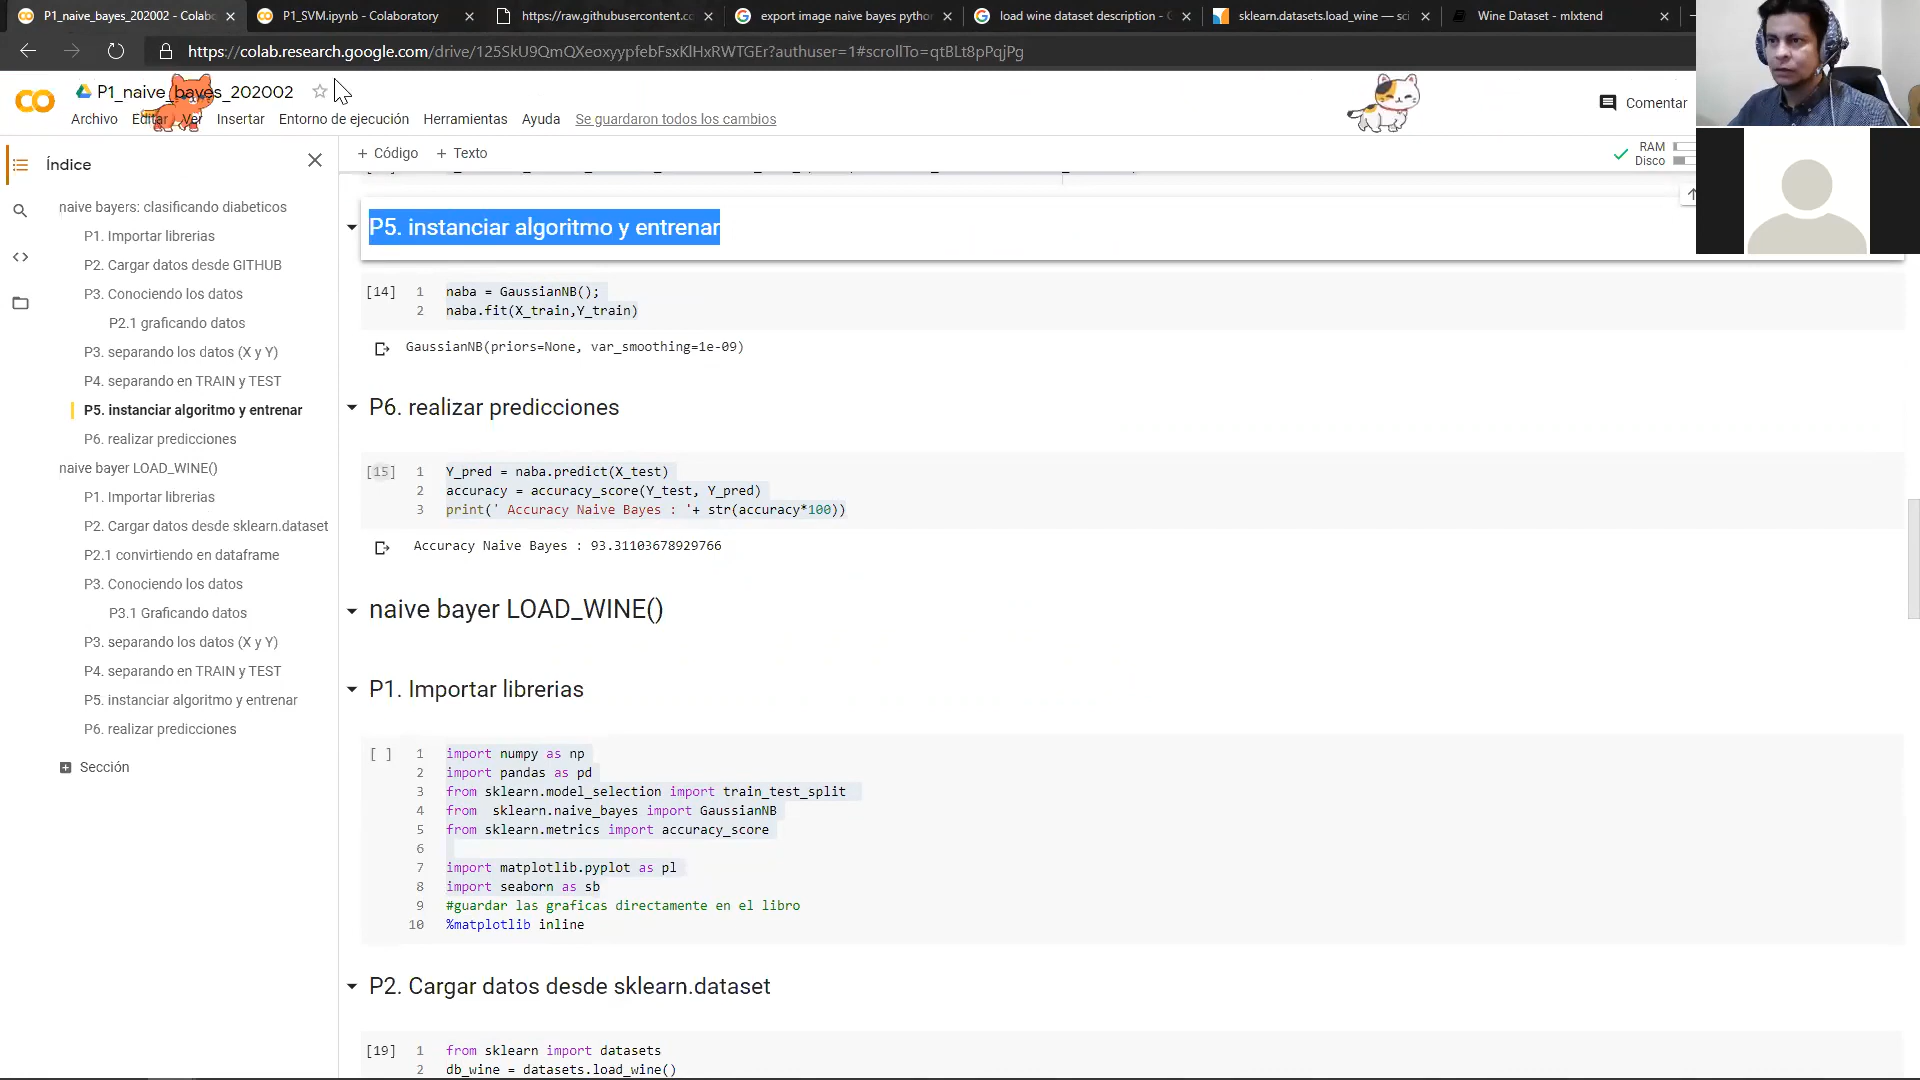 P1_naive_bayes_202002 - Colab
P1_SVM.ipynb - Colaboratory
https://raw.githubusercontent.co
export image naive bayes python
load wine dataset description -
sklearn.datasets.load_wine — sci
Wine Dataset - mlxtend
https://colab.research.google.com/drive/125SkU9QmQXeoxyypfebFsxKlHxRWTGEr?authuser=1#scrollTo=qtBLt8pPqjPg
P1_naive_bayes_202002
Comentar
Archivo Editar Ver Insertar Entorno de ejecución Herramientas Ayuda Se guardaron todos los cambios
+ Código + Texto
RAM
Disco
Índice
naive bayers: clasificando diabeticos
P1. Importar librerias
P2. Cargar datos desde GITHUB
P3. Conociendo los datos
P2.1 graficando datos
P3. separando los datos (X y Y)
P4. separando en TRAIN y TEST
P5. instanciar algoritmo y entrenar
P6. realizar predicciones
naive bayer LOAD_WINE()
P1. Importar librerias
P2. Cargar datos desde sklearn.dataset
P2.1 convirtiendo en dataframe
P3. Conociendo los datos
P3.1 Graficando datos
P3. separando los datos (X y Y)
P4. separando en TRAIN y TEST
P5. instanciar algoritmo y entrenar
P6. realizar predicciones
Sección
P5. instanciar algoritmo y entrenar
[14] 1 naba = GaussianNB();
2 naba.fit(X_train,Y_train)
GaussianNB(priors=None, var_smoothing=1e-09)
P6. realizar predicciones
[15] 1 Y_pred = naba.predict(X_test)
2 accuracy = accuracy_score(Y_test, Y_pred)
3 print(' Accuracy Naive Bayes : '+ str(accuracy*100))
Accuracy Naive Bayes : 93.31103678929766
naive bayer LOAD_WINE()
P1. Importar librerias
[ ] 1 import numpy as np
2 import pandas as pd
3 from sklearn.model_selection import train_test_split
4 from  sklearn.naive_bayes import GaussianNB
5 from sklearn.metrics import accuracy_score
6
7 import matplotlib.pyplot as pl
8 import seaborn as sb
9 #guardar las graficas directamente en el libro
10 %matplotlib inline
P2. Cargar datos desde sklearn.dataset
[19] 1 from sklearn import datasets
2 db_wine = datasets.load_wine()